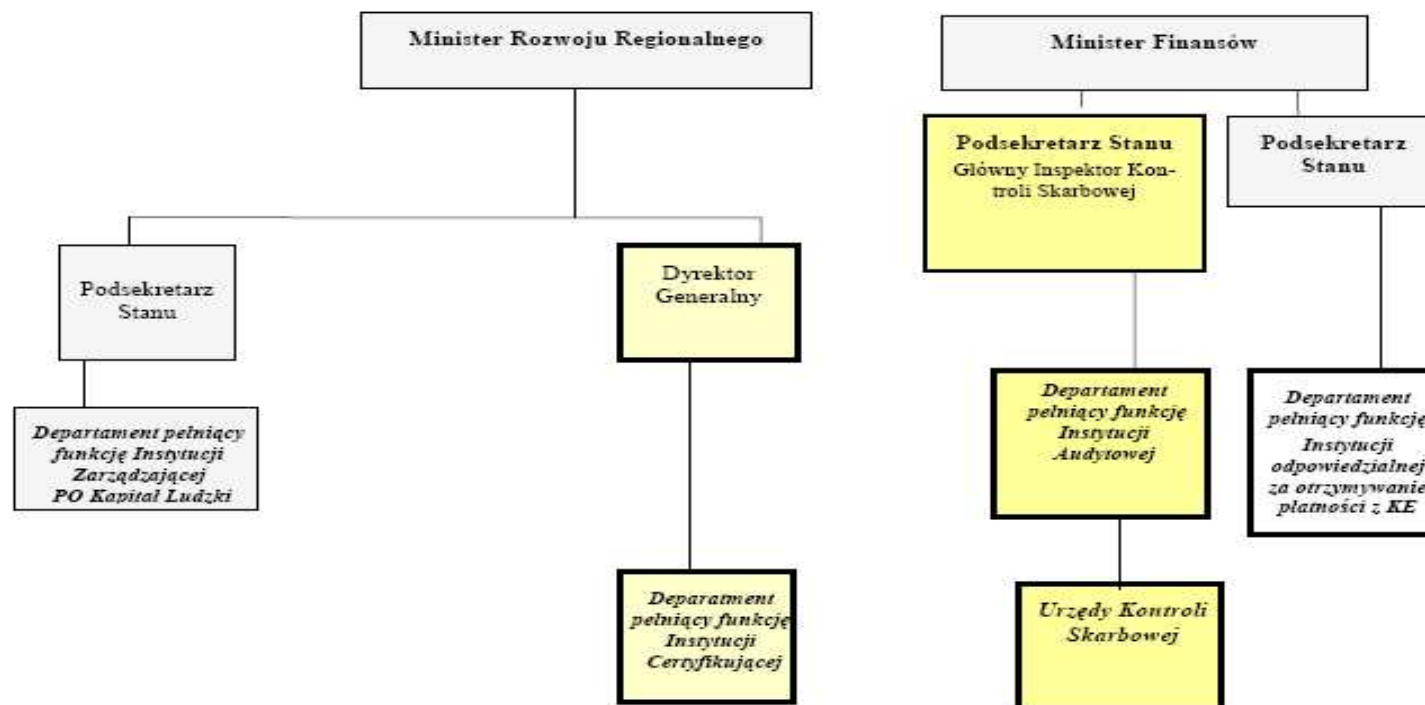 Minister Rozwoju Regionalnego
Minister Finansów
Podsekretarz Stanu
Główny Inspektor Kon-
troli Skarbowej
Podsekretarz
Stanu
Podsekretarz
Stanu
Dyrektor
Generalny
Departament pełniący
funkcję Instytucji
Zarządzającej
PO Kapitał Ludzki
Deparatment
pełniący funkcję
Instytucji
Certyfikującej
Departament
pełniący funkcję
Instytucji
Audytowej
Departament
pełniący funkcję
Instytucji
odpowiedzialnej
za otrzymywanie
płatności z KE
Urzędy Kontroli
Skarbowej